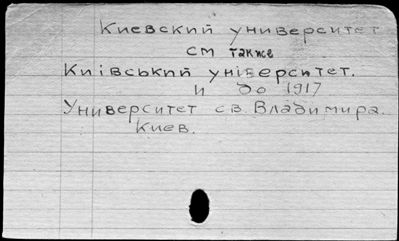 Киевский университет
см также
Київський університет.
и до 1917
Университет св. Владимира.
Киев.